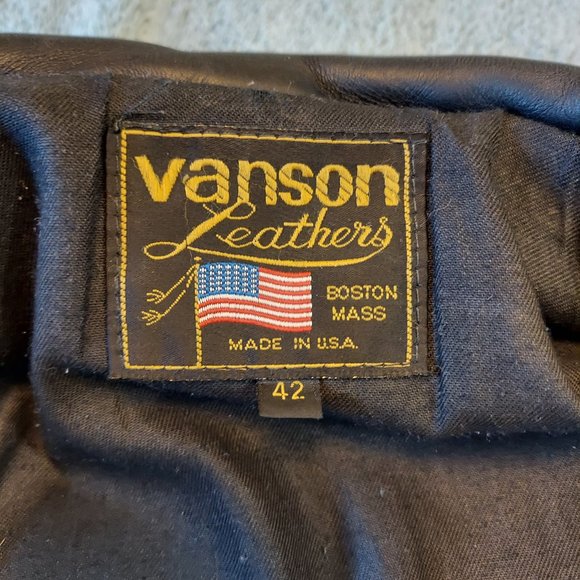 vanson
Leathers
BOSTON
MASS
MADE IN U.S.A.
42